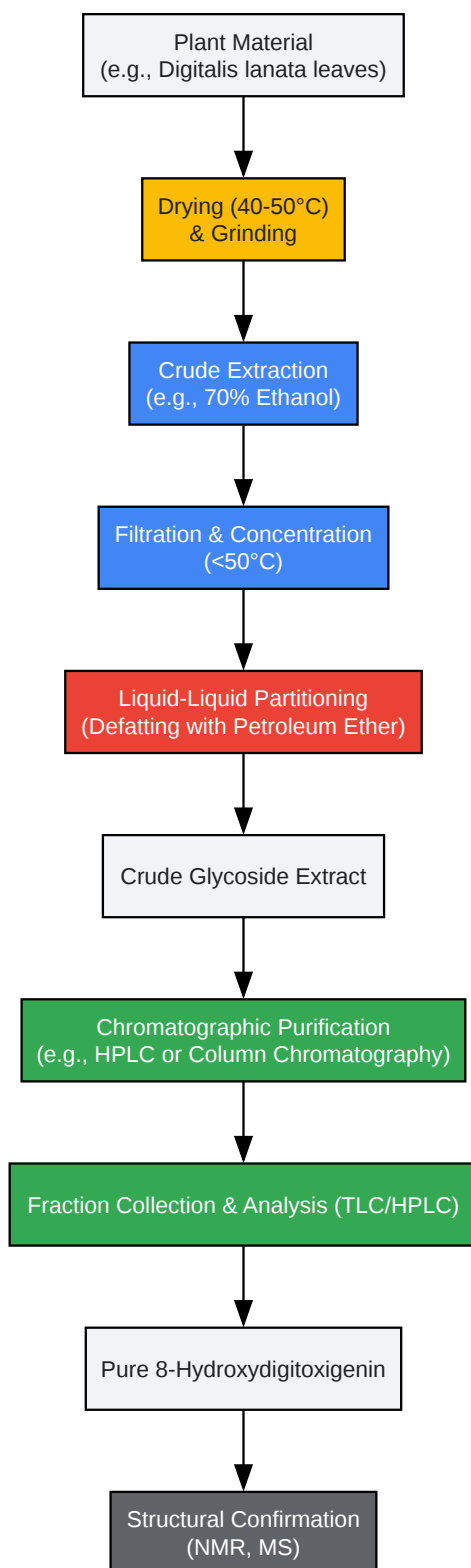 Plant Material
(e.g., Digitalis lanata leaves)
Drying (40-50°C)
& Grinding
Crude Extraction
(e.g., 70% Ethanol)
Filtration & Concentration
(<50°C)
Liquid-Liquid Partitioning
(Defatting with Petroleum Ether)
Crude Glycoside Extract
Chromatographic Purification
(e.g., HPLC or Column Chromatography)
Fraction Collection & Analysis (TLC/HPLC)
Pure 8-Hydroxydigitoxigenin
Structural Confirmation
(NMR, MS)